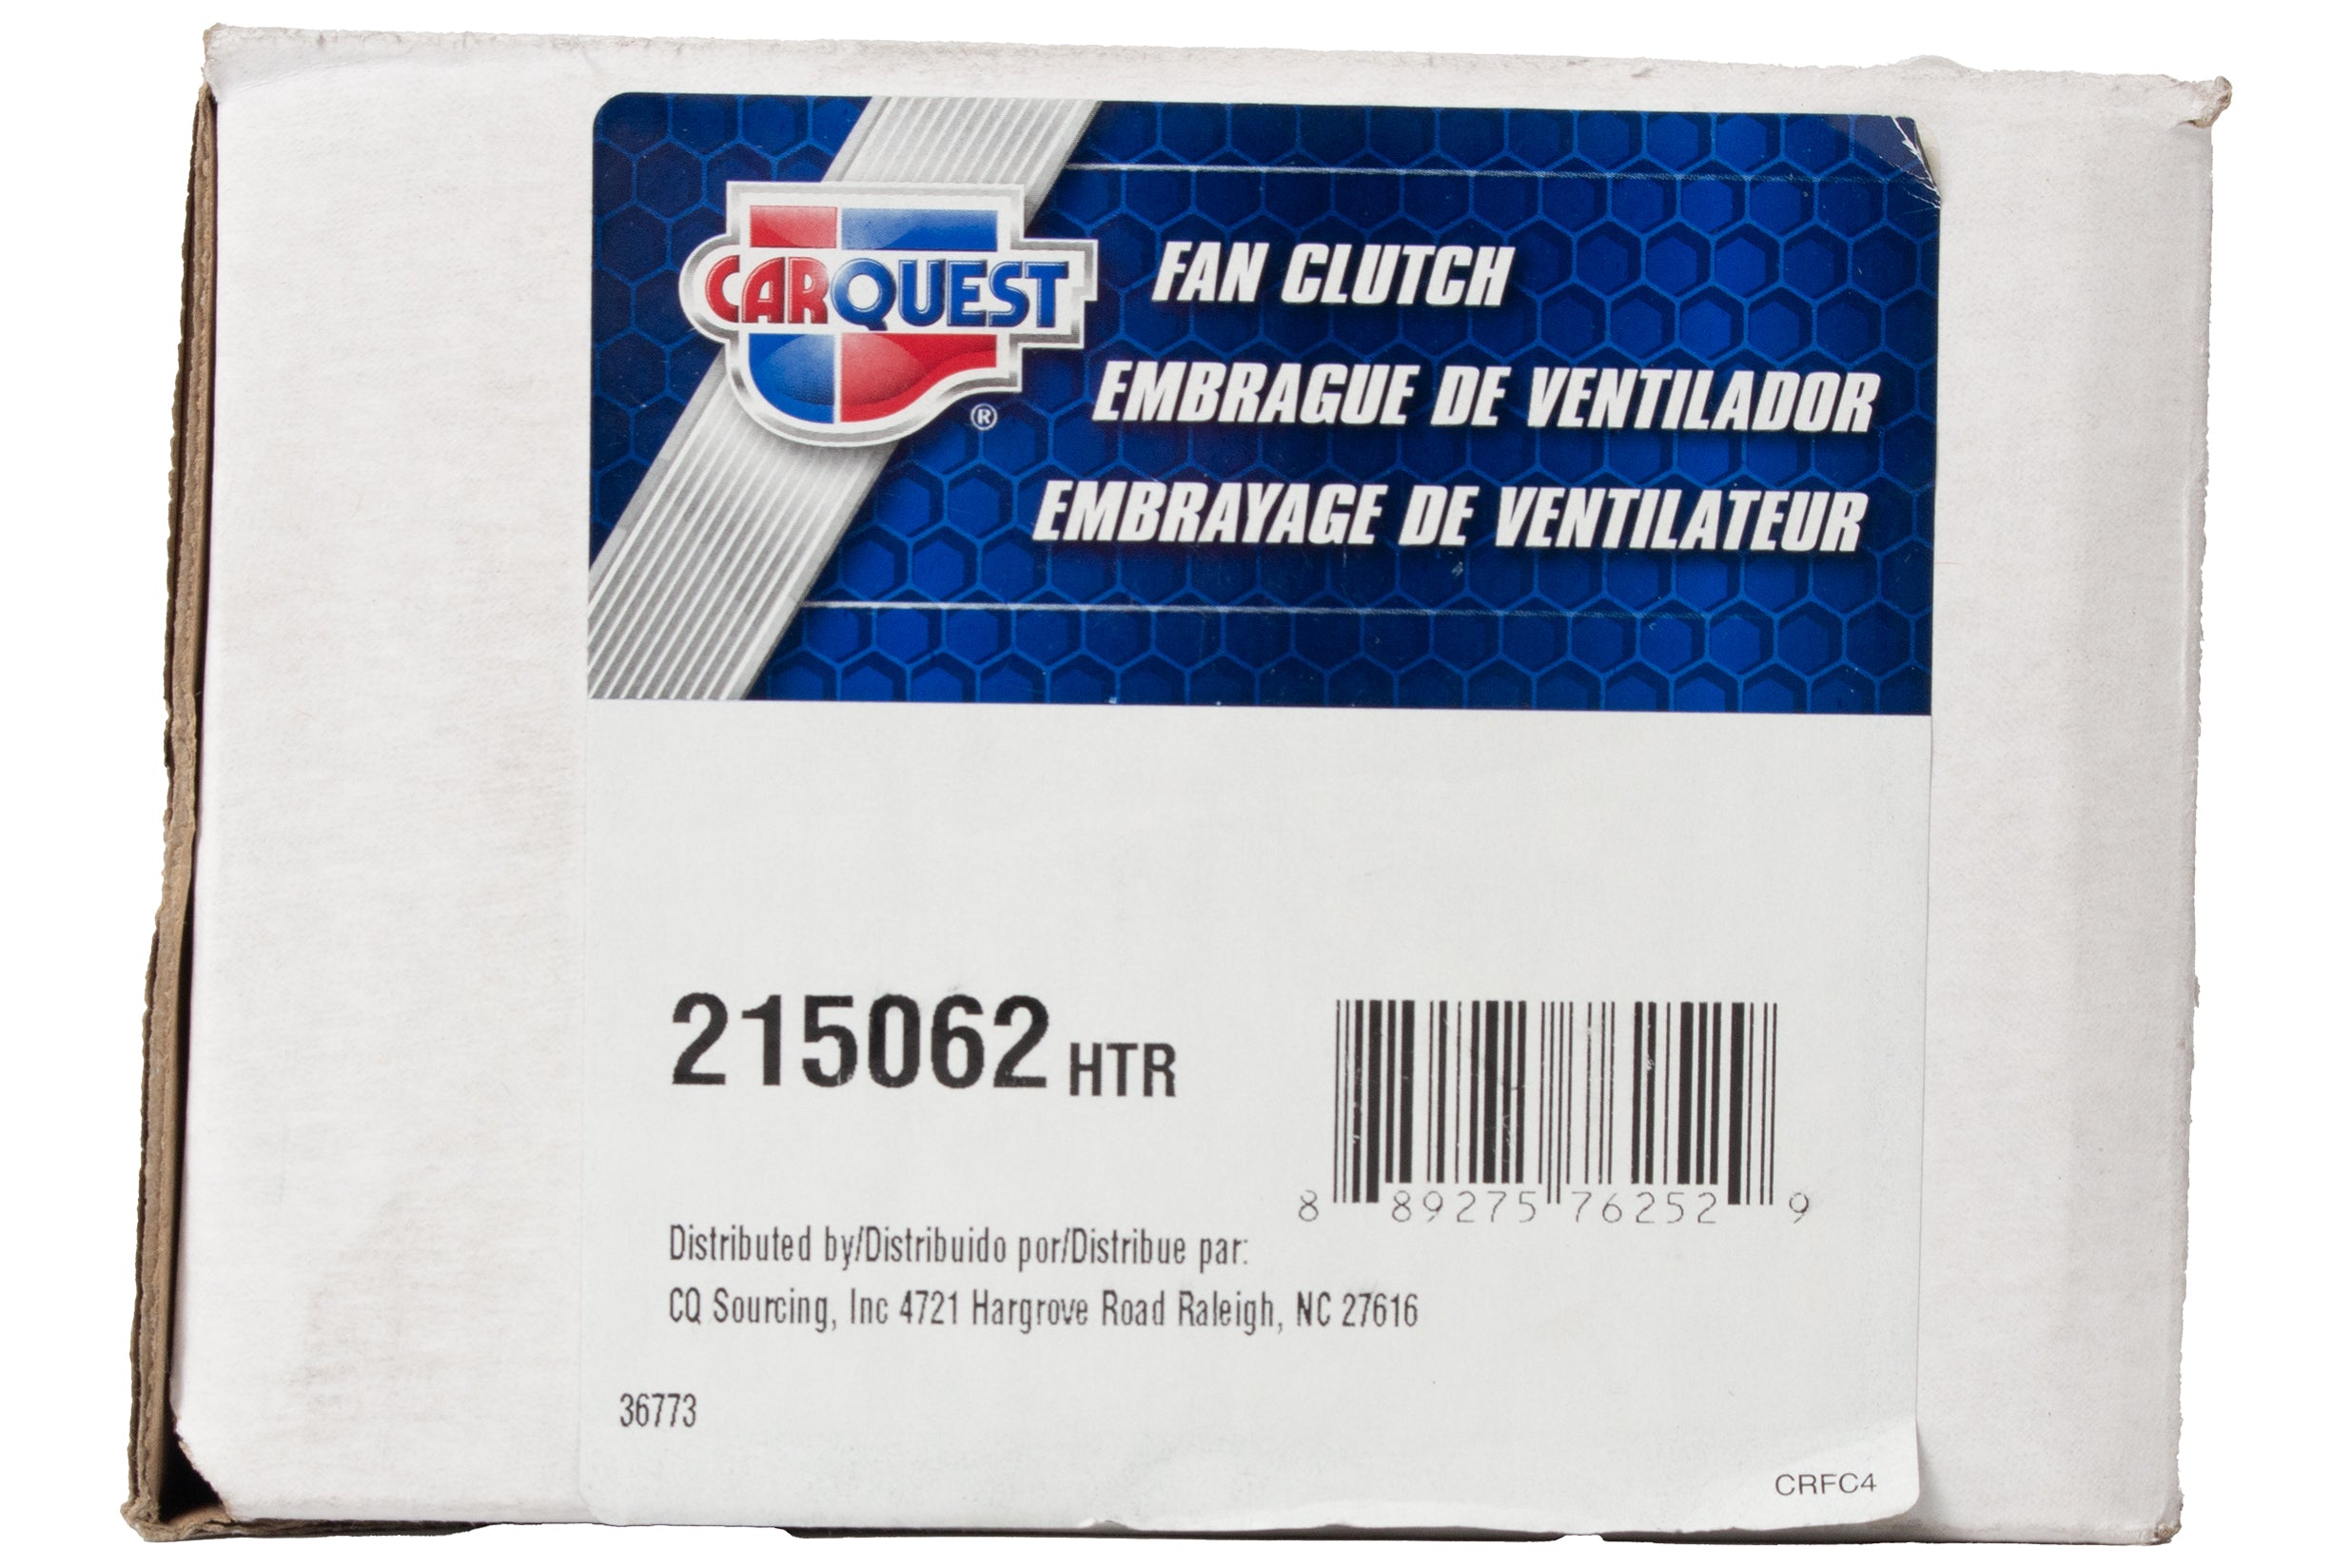 CARQUEST
®
FAN CLUTCH
EMBRAGUE DE VENTILADOR
EMBRAYAGE DE VENTILATEUR
215062 HTR
8 89275 76252 9
Distributed by/Distribuido por/Distribue par:
CQ Sourcing, Inc 4721 Hargrove Road Raleigh, NC 27616
36773
CRFC4